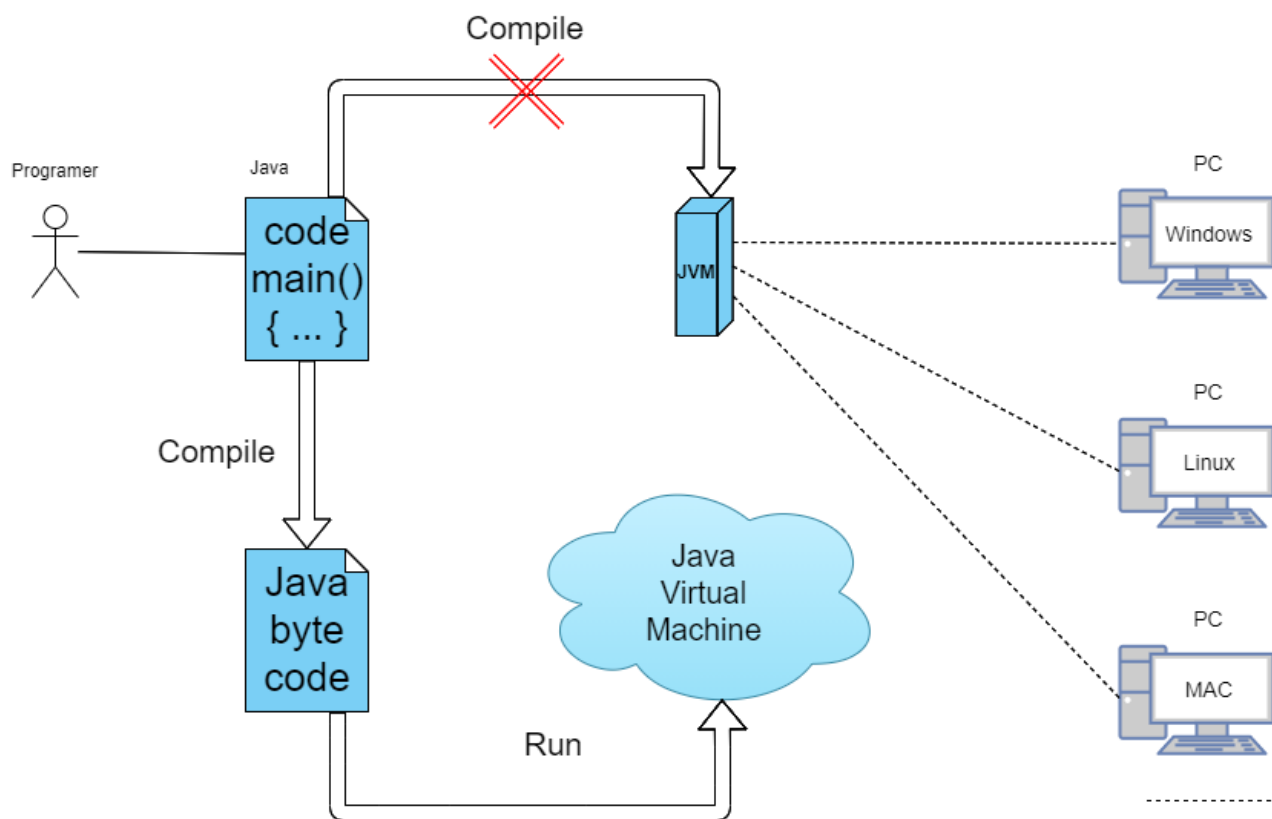 Compile
Programer
Java
PC
code
main()
{ ... }
JVM
Windows
PC
Compile
Linux
Java
Virtual
Machine
Java
byte
code
PC
MAC
Run